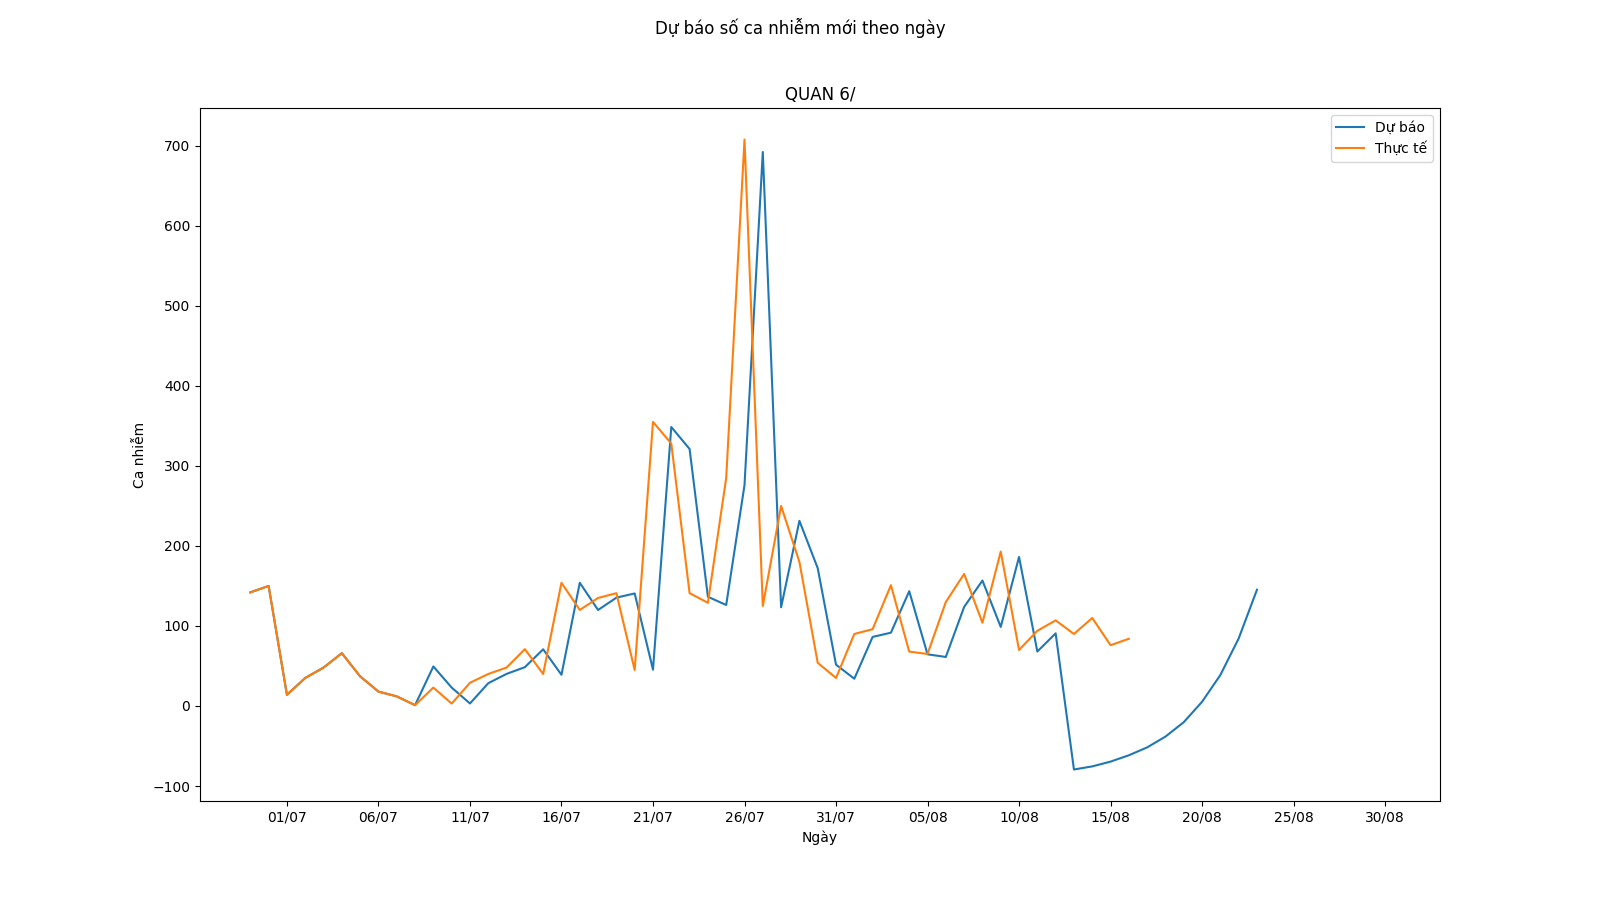 Dự báo số ca nhiễm mới theo ngày
QUAN 6/
Dự báo
Thực tế
700
600
500
400
300
200
100
0
−100
Ca nhiễm
01/07 06/07 11/07 16/07 21/07 26/07 31/07 05/08 10/08 15/08 20/08 25/08 30/08
Ngày